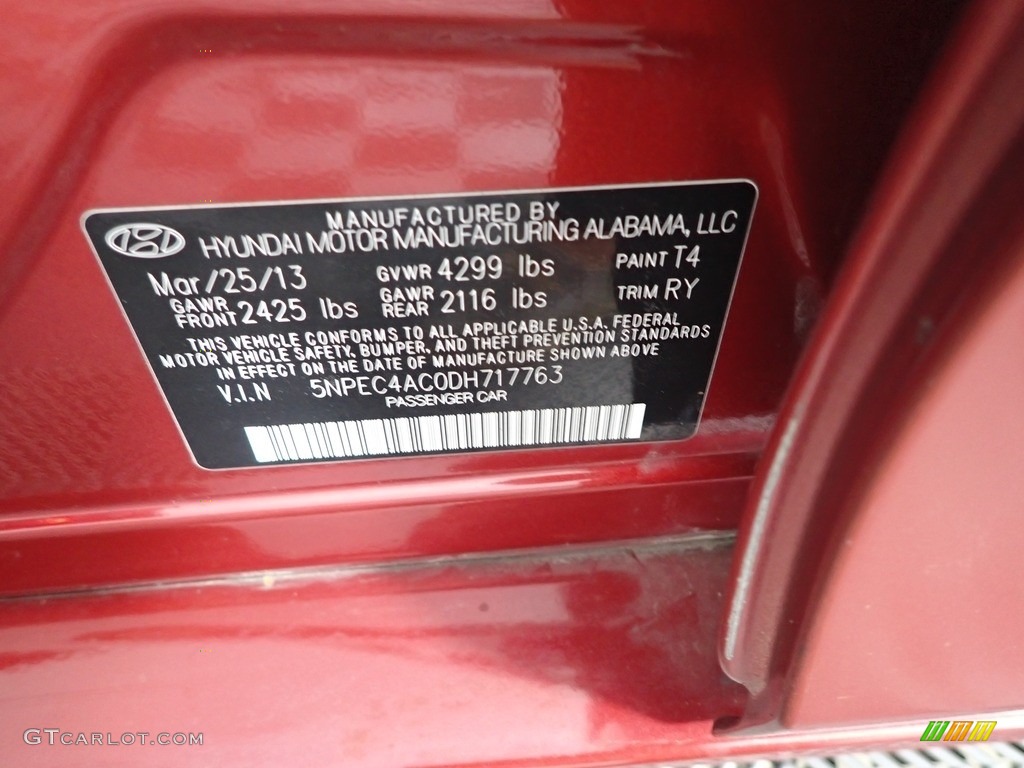 MANUFACTURED BY
HYUNDAI MOTOR MANUFACTURING ALABAMA, LLC
Mar/25/13 GVWR 4299 lbs PAINT T4
GAWR FRONT 2425 lbs GAWR REAR 2116 lbs TRIM RY
THIS VEHICLE CONFORMS TO ALL APPLICABLE U.S.A. FEDERAL
MOTOR VEHICLE SAFETY, BUMPER, AND THEFT PREVENTION STANDARDS
IN EFFECT ON THE DATE OF MANUFACTURE SHOWN ABOVE
V.I.N 5NPEC4AC0DH717763
PASSENGER CAR
GTCARLOT.COM